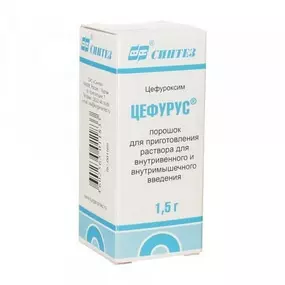 СИНТЕЗ
Цефуроксим
ЦЕФУРУС®
порошок
для приготовления
раствора для
внутривенного и
внутримышечного
введения
1,5 г